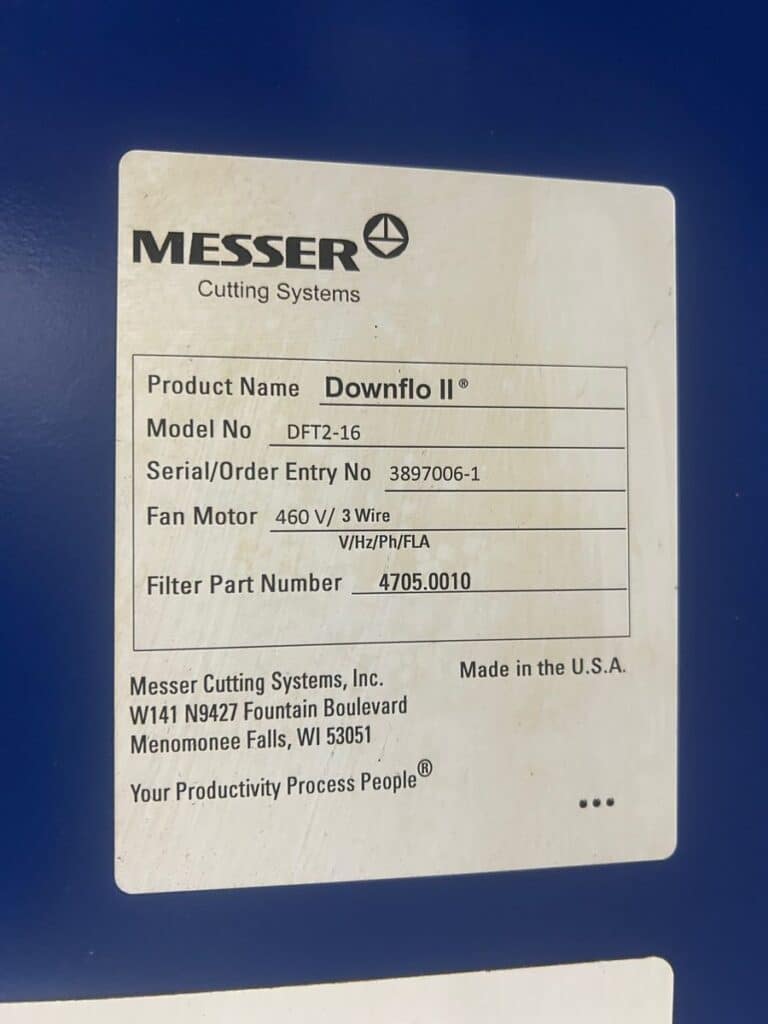 MESSER
Cutting Systems
Product Name Downflo II®
Model No DFT2-16
Serial/Order Entry No 3897006-1
Fan Motor 460 V/ 3 Wire
V/Hz/Ph/FLA
Filter Part Number 4705.0010
Messer Cutting Systems, Inc. Made in the U.S.A.
W141 N9427 Fountain Boulevard
Menomonee Falls, WI 53051
Your Productivity Process People®